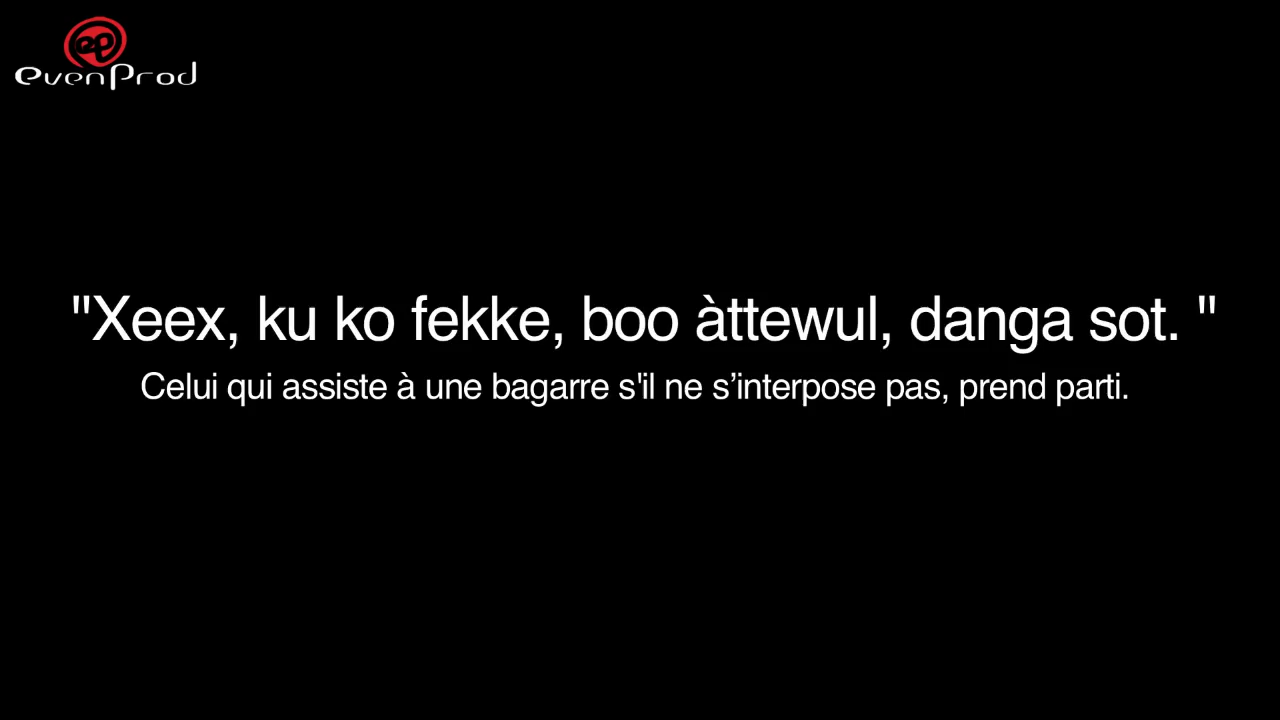 ep
evenProd
"Xeex, ku ko fekke, boo àttewul, danga sot. "
Celui qui assiste à une bagarre s'il ne s’interpose pas, prend parti.